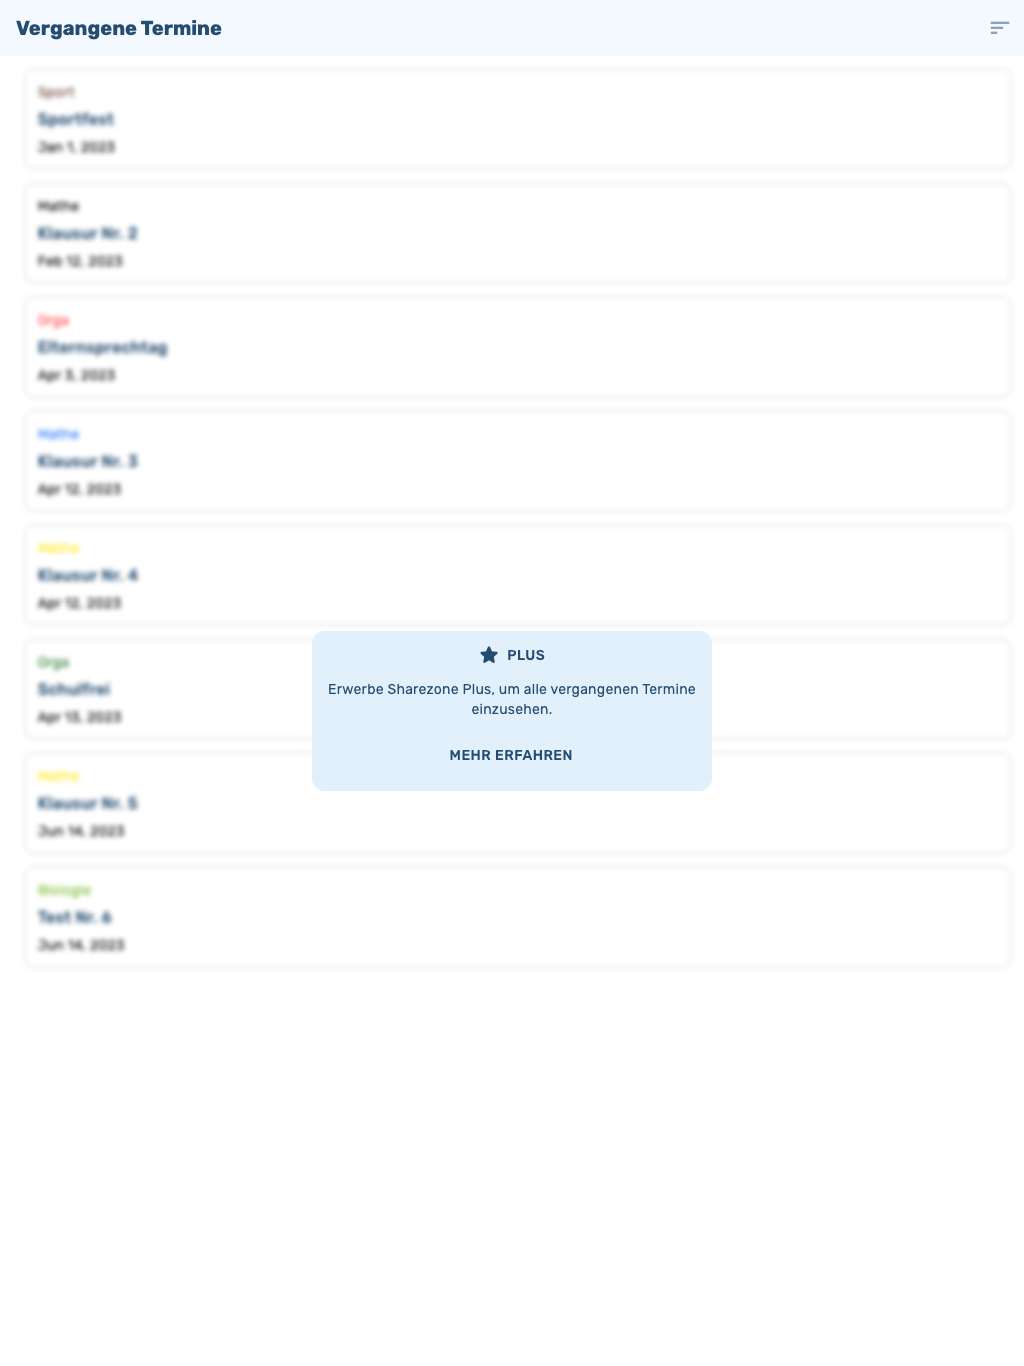 Vergangene Termine
Sport
Sportfest
Jan 1, 2023
Mathe
Klausur Nr. 2
Feb 12, 2023
Orga
Elternsprechtag
Apr 3, 2023
Mathe
Klausur Nr. 3
Apr 12, 2023
Mathe
Klausur Nr. 4
Apr 12, 2023
Orga
Schulfrei
Apr 13, 2023
PLUS
Erwerbe Sharezone Plus, um alle vergangenen Termine
einzusehen.
MEHR ERFAHREN
Mathe
Klausur Nr. 5
Jun 14, 2023
Biologie
Test Nr. 6
Jun 14, 2023